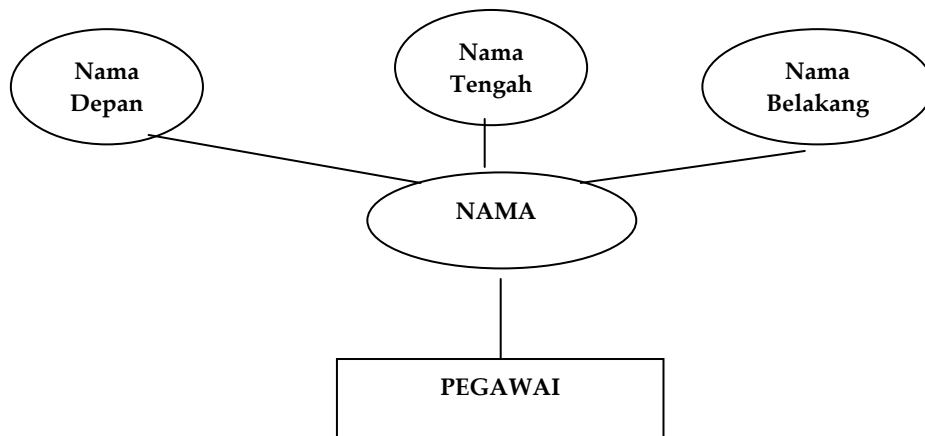 Nama
Depan
Nama
Tengah
Nama
Belakang
NAMA
PEGAWAI